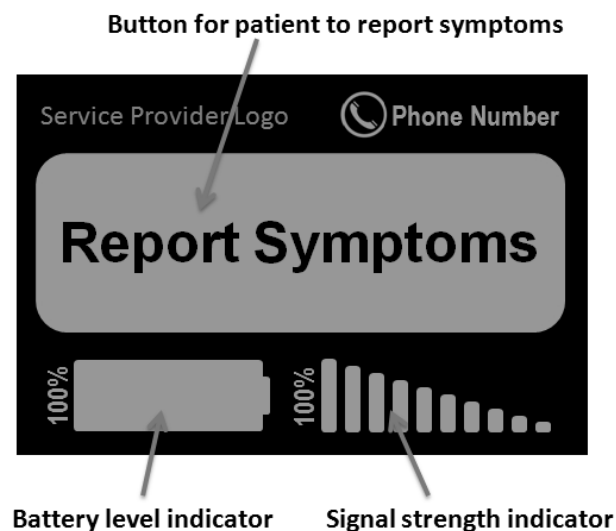 Button for patient to report symptoms
Service Provider Logo
Phone Number
Report Symptoms
100%
100%
Battery level indicator
Signal strength indicator